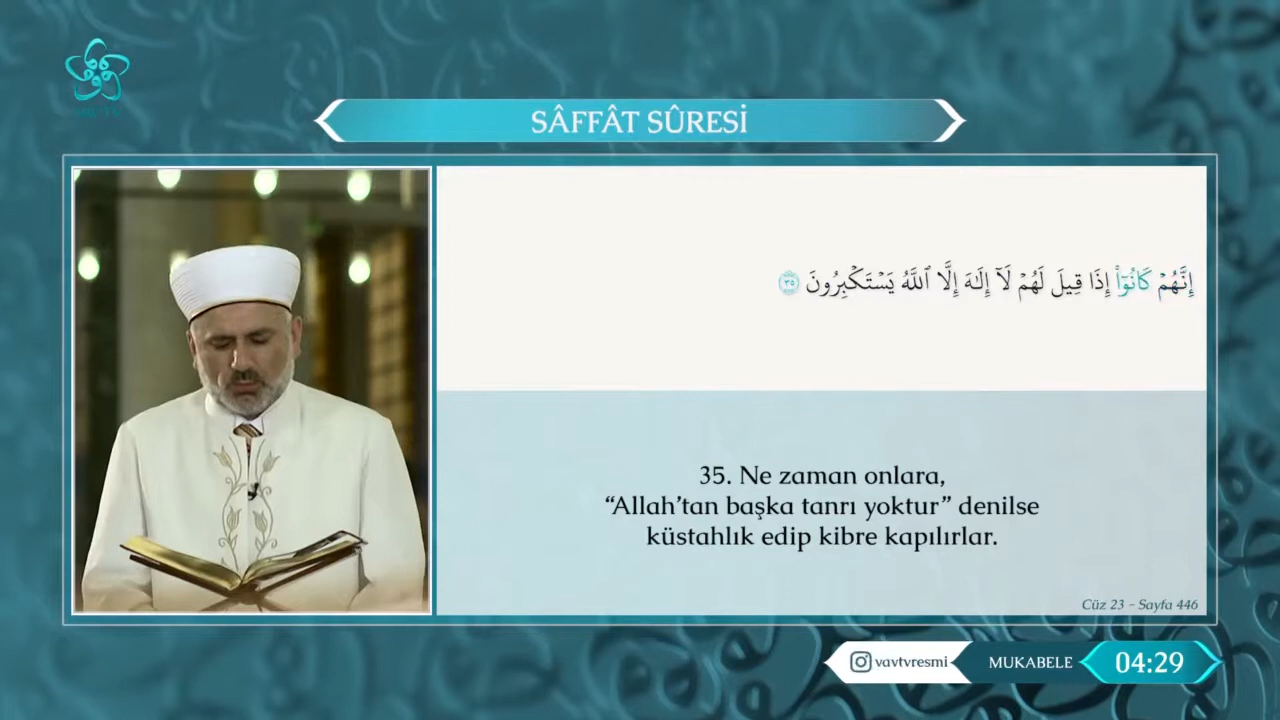 SÂFFÂT SÛRESİ
إِنَّهُمْ كَانُوٓا۟ إِذَا قِيلَ لَهُمْ لَآ إِلَـٰهَ إِلَّا ٱللَّهُ يَسْتَكْبِرُونَ ٣٥
35. Ne zaman onlara,
“Allah’tan başka tanrı yoktur” denilse
küstahlık edip kibre kapılırlar.
Cüz 23 - Sayfa 446
vavtvresmi MUKABELE 04:29